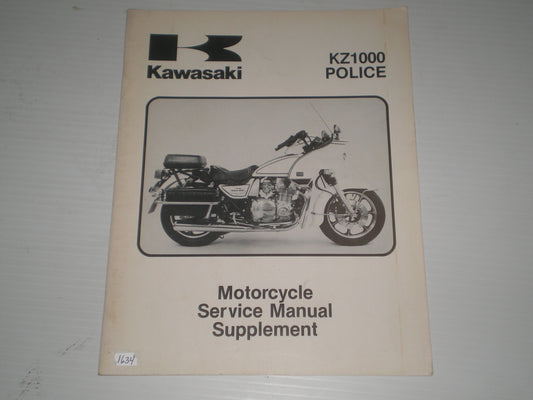 Kawasaki
KZ1000
POLICE
Motorcycle
Service Manual
Supplement
1634